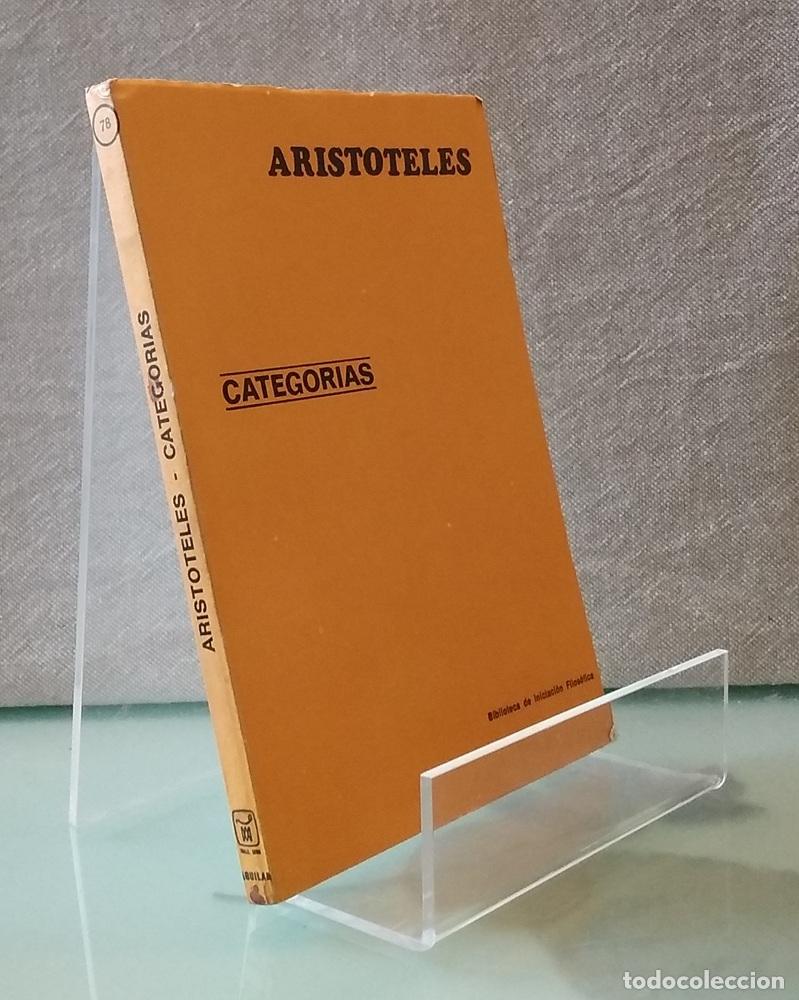 78
ARISTOTELES - CATEGORIAS
AGUILAR
ARISTOTELES
CATEGORIAS
Biblioteca de Iniciación Filosófica
todocoleccion